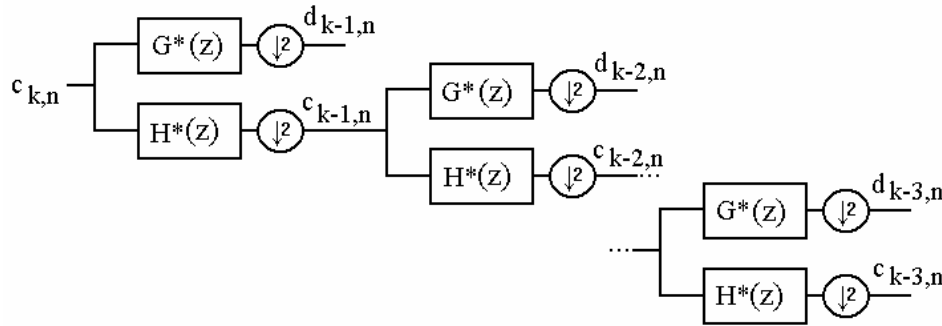 d k-1,n
G*(z) ↓2
c k,n
H*(z) ↓2 c k-1,n
G*(z) ↓2 d k-2,n
H*(z) ↓2 c k-2,n ...
G*(z) ↓2 d k-3,n
...
H*(z) ↓2 c k-3,n